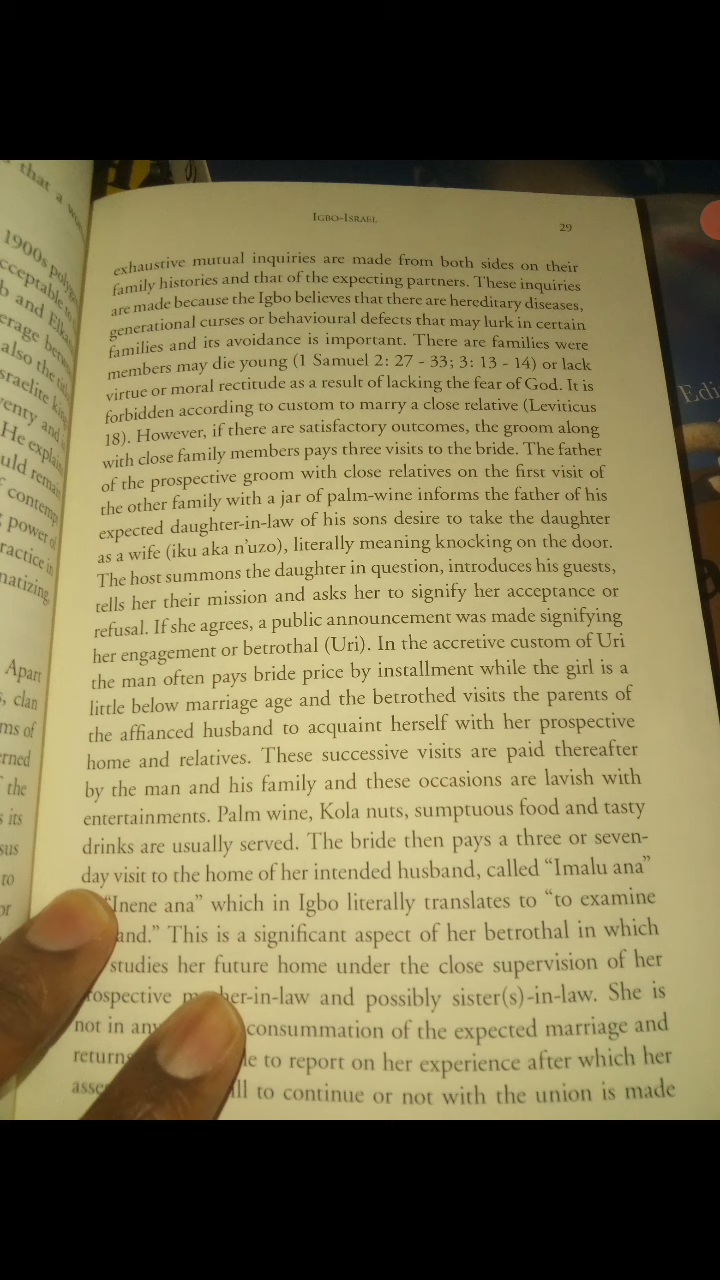 that a
1900s
b and
also the
He
power of
Apart
clan
the
to
Edi
IGBO-ISRAEL
29
exhaustive mutual inquiries are made from both sides on their
family histories and that of the expecting partners. These inquiries
are made because the Igbo believes that there are hereditary diseases,
generational curses or behavioural defects that may lurk in certain
families and its avoidance is important. There are families were
members may die young (1 Samuel 2: 27 - 33; 3: 13 - 14) or lack
virtue or moral rectitude as a result of lacking the fear of God. It is
forbidden according to custom to marry a close relative (Leviticus
18). However, if there are satisfactory outcomes, the groom along
with close family members pays three visits to the bride. The father
of the prospective groom with close relatives on the first visit of
the other family with a jar of palm-wine informs the father of his
expected daughter-in-law of his sons desire to take the daughter
as a wife (iku aka n'uzo), literally meaning knocking on the door.
The host summons the daughter in question, introduces his guests,
tells her their mission and asks her to signify her acceptance or
refusal. If she agrees, a public announcement was made signifying
her engagement or betrothal (Uri). In the accretive custom of Uri
the man often pays bride price by installment while the girl is a
little below marriage age and the betrothed visits the parents of
the affianced husband to acquaint herself with her prospective
home and relatives. These successive visits are paid thereafter
by the man and his family and these occasions are lavish with
entertainments. Palm wine, Kola nuts, sumptuous food and tasty
drinks are usually served. The bride then pays a three or seven-
day visit to the home of her intended husband, called "Imalu ana"
"Inene ana" which in Igbo literally translates to "to examine
and." This is a significant aspect of her betrothal in which
studies her future home under the close supervision of her
rospective her-in-law and possibly sister(s)-in-law. She is
not in any consummation of the expected marriage and
returns to report on her experience after which her
to continue or not with the union is made